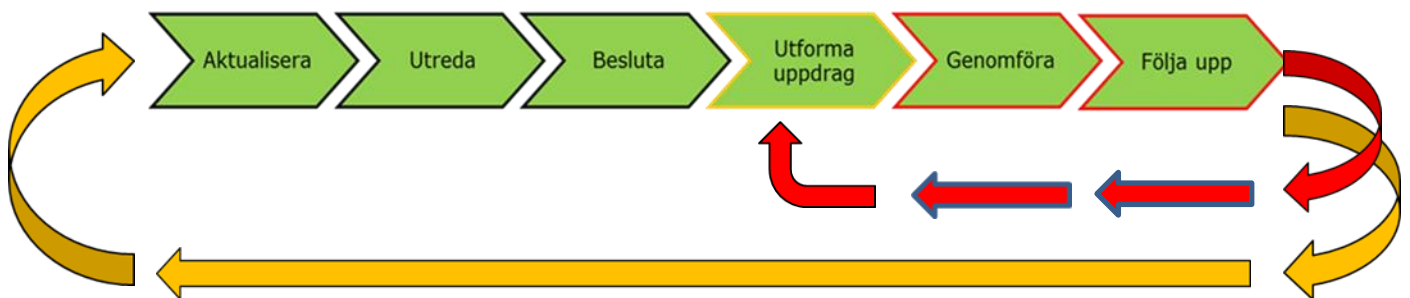 Aktualisera
Utreda
Besluta
Utforma
uppdrag
Genomföra
Följa upp